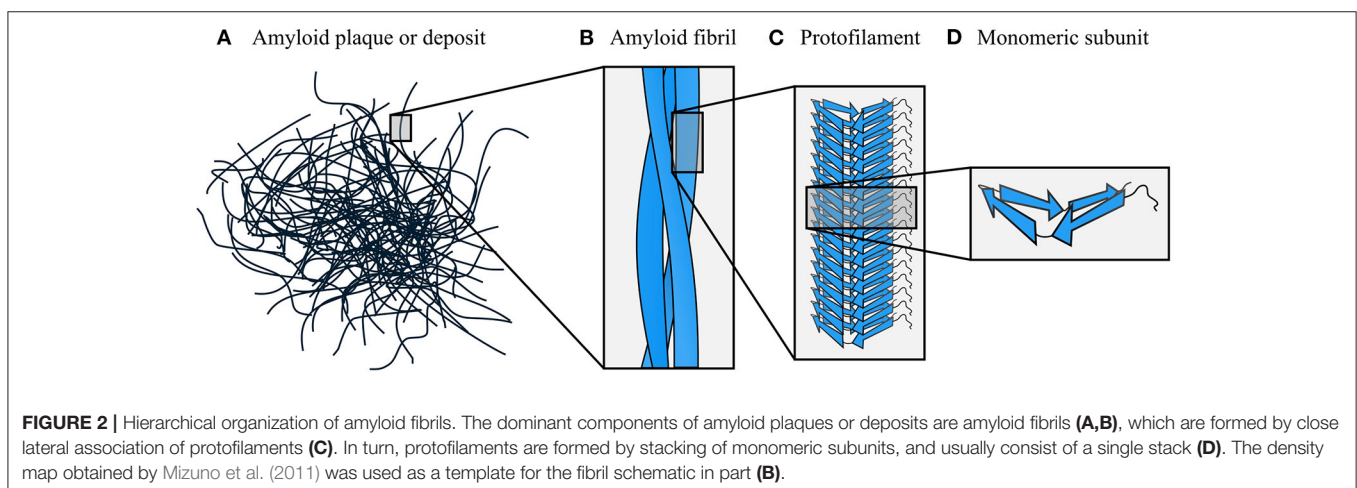 A Amyloid plaque or deposit B Amyloid fibril C Protofilament D Monomeric subunit
FIGURE 2 | Hierarchical organization of amyloid fibrils. The dominant components of amyloid plaques or deposits are amyloid fibrils (A,B), which are formed by close
lateral association of protofilaments (C). In turn, protofilaments are formed by stacking of monomeric subunits, and usually consist of a single stack (D). The density
map obtained by Mizuno et al. (2011) was used as a template for the fibril schematic in part (B).